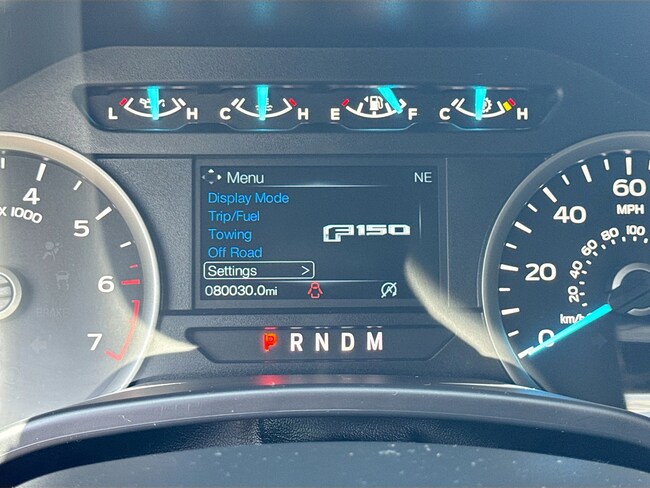 L H C H E F C H
Menu NE
Display Mode
Trip/Fuel
Towing
F150
Off Road
Settings >
080030.0mi
P R N D M
4
X 1000
5
6
7
60
MPH
40
100
80
60
20
40
20
0
km/h